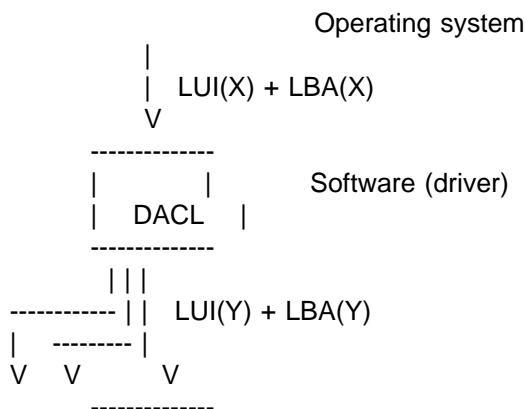 Operating system
|
| LUI(X) + LBA(X)
V
--------------
| | Software (driver)
| DACL |
--------------
| | |
------------ | | LUI(Y) + LBA(Y)
| --------- |
V V V
--------------